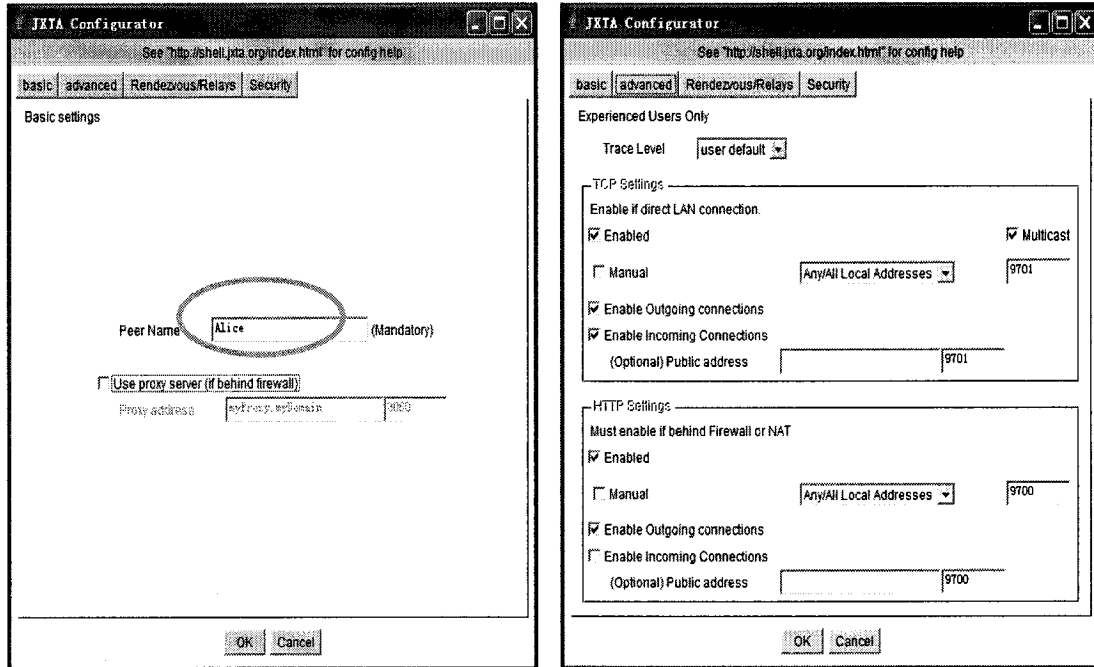 JXTA Configurator
See "http://shell.jxta.org/index.html" for config help
basic advanced Rendezvous/Relays Security
Basic settings
Peer Name Alice (Mandatory)
Use proxy server (if behind firewall)
Proxy address myProxy.myDomain
OK Cancel
JXTA Configurator
See "http://shell.jxta.org/index.html" for config help
basic advanced Rendezvous/Relays Security
Experienced Users Only
Trace Level user default
TCP Settings
Enable if direct LAN connection.
Enabled Multicast
Manual Any/All Local Addresses 9701
Enable Outgoing connections
Enable Incoming Connections
(Optional) Public address 9701
HTTP Settings
Must enable if behind Firewall or NAT
Enabled
Manual Any/All Local Addresses 9700
Enable Outgoing connections
Enable Incoming Connections
(Optional) Public address 9700
OK Cancel